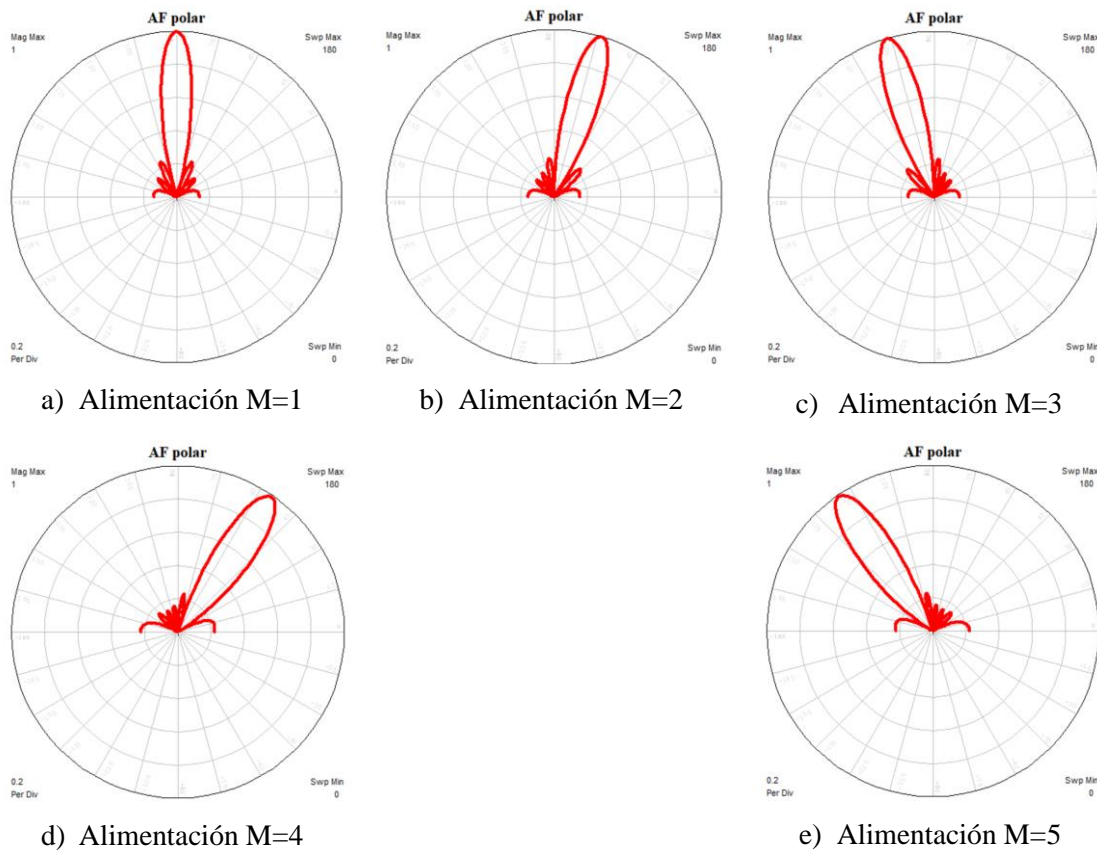 AF polar
Mag Max
1
Swp Max
180
0.2
Per Div
Swp Min
0
a) Alimentación M=1
AF polar
Mag Max
1
Swp Max
180
0.2
Per Div
Swp Min
0
b) Alimentación M=2
AF polar
Mag Max
1
Swp Max
180
0.2
Per Div
Swp Min
0
c) Alimentación M=3
AF polar
Mag Max
1
Swp Max
180
0.2
Per Div
Swp Min
0
d) Alimentación M=4
AF polar
Mag Max
1
Swp Max
180
0.2
Per Div
Swp Min
0
e) Alimentación M=5